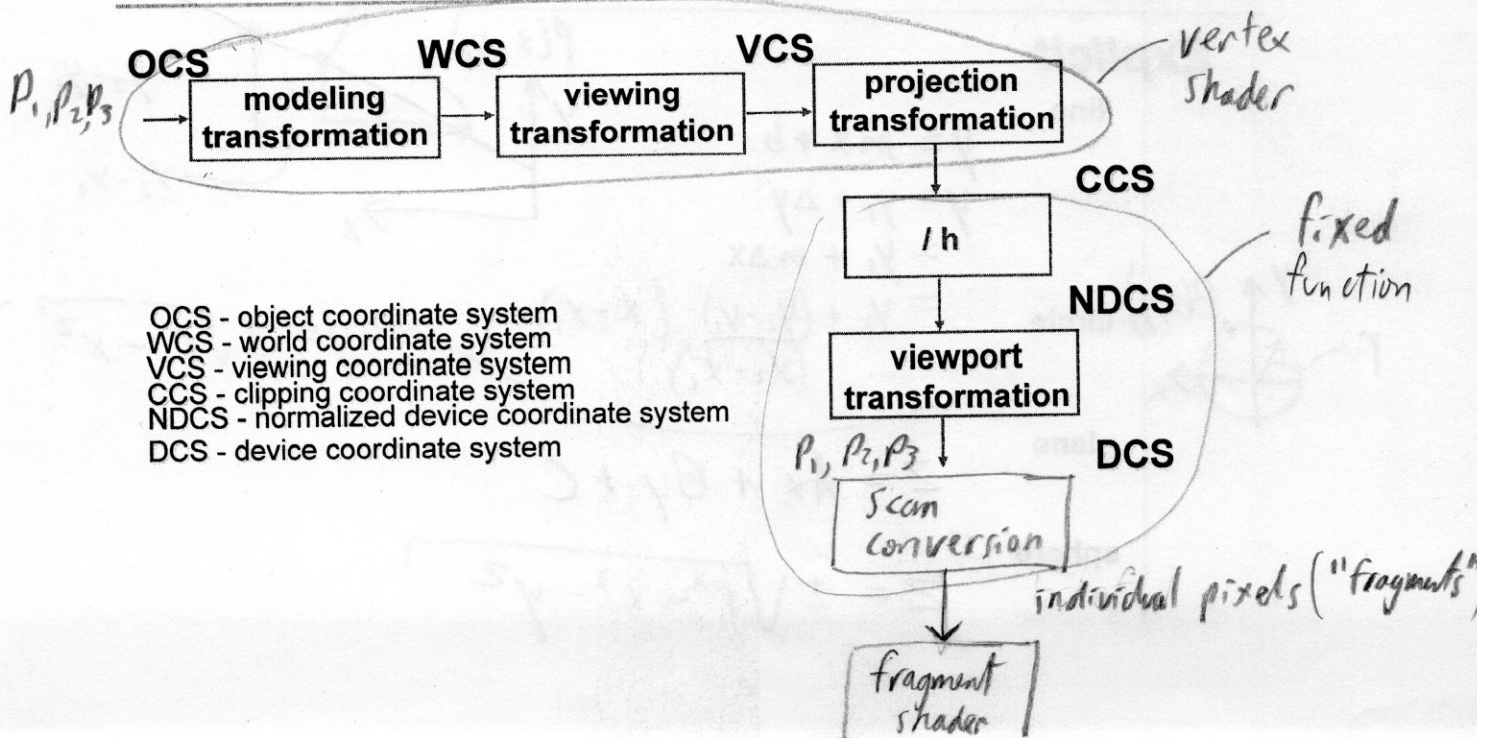 OCS
WCS
VCS
vertex
shader
P₁, P₂, P₃
modeling
transformation
viewing
transformation
projection
transformation
CCS
/ h
fixed
function
NDCS
OCS - object coordinate system
WCS - world coordinate system
VCS - viewing coordinate system
CCS - clipping coordinate system
NDCS - normalized device coordinate system
DCS - device coordinate system
viewport
transformation
P₁, P₂, P₃
DCS
scan
conversion
individual pixels ("fragments"
fragment
shader